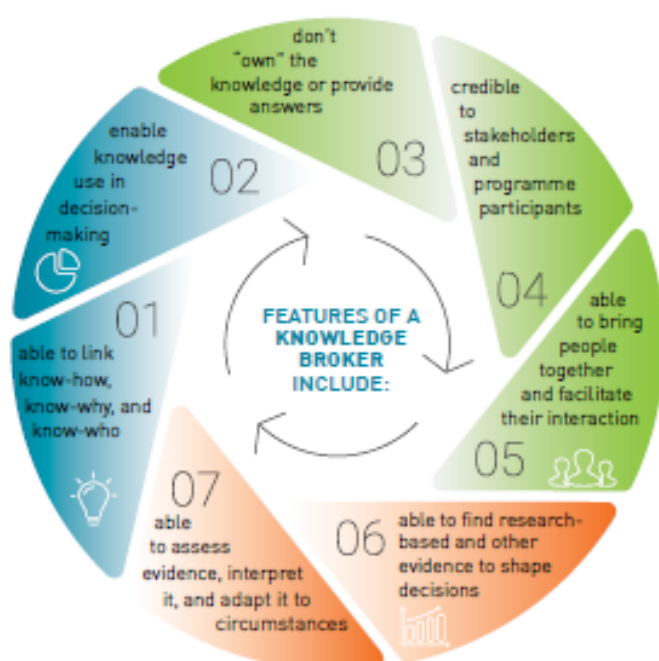 FEATURES OF A
KNOWLEDGE
BROKER
INCLUDE:
01
able to link
know-how,
know-why, and
know-who
02
enable
knowledge
use in
decision-
making
03
don't
"own" the
knowledge or provide
answers
04
credible
to
stakeholders
and
programme
participants
05
able
to bring
people
together
and facilitate
their interaction
06
able to find research-
based and other
evidence to shape
decisions
07
able
to assess
evidence, interpret
it, and adapt it to
circumstances